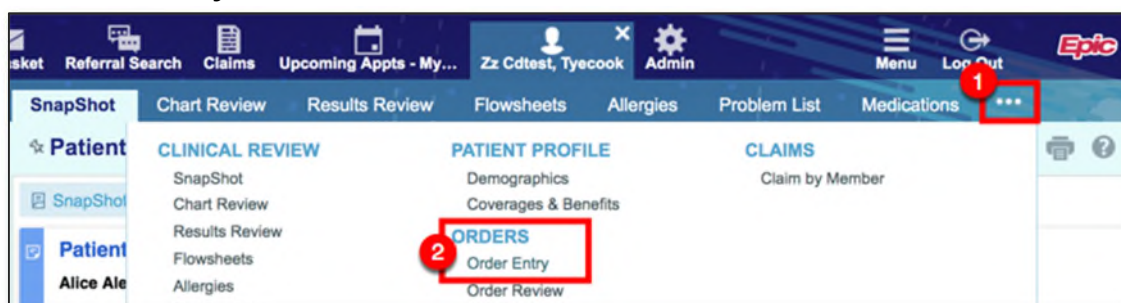 Referral Search Claims Upcoming Appts - My... Zz Cdtest, Tyecook × Admin Menu Log Out Epic
1
SnapShot Chart Review Results Review Flowsheets Allergies Problem List Medications ...
Patient
CLINICAL REVIEW PATIENT PROFILE CLAIMS
SnapShot Demographics Claim by Member
SnapShot Chart Review Coverages & Benefits
Results Review ORDERS
2
Patient Flowsheets Order Entry
Alice Ale Allergies Order Review